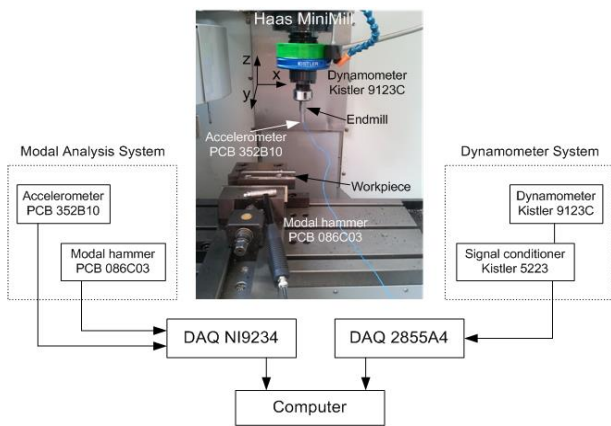 Haas MiniMill
KISTLER
z
x
y
Dynamometer
Kistler 9123C
Endmill
Accelerometer
PCB 352B10
Workpiece
Modal hammer
PCB 086C03
Modal Analysis System
Accelerometer
PCB 352B10
Modal hammer
PCB 086C03
Dynamometer System
Dynamometer
Kistler 9123C
Signal conditioner
Kistler 5223
DAQ NI9234
DAQ 2855A4
Computer